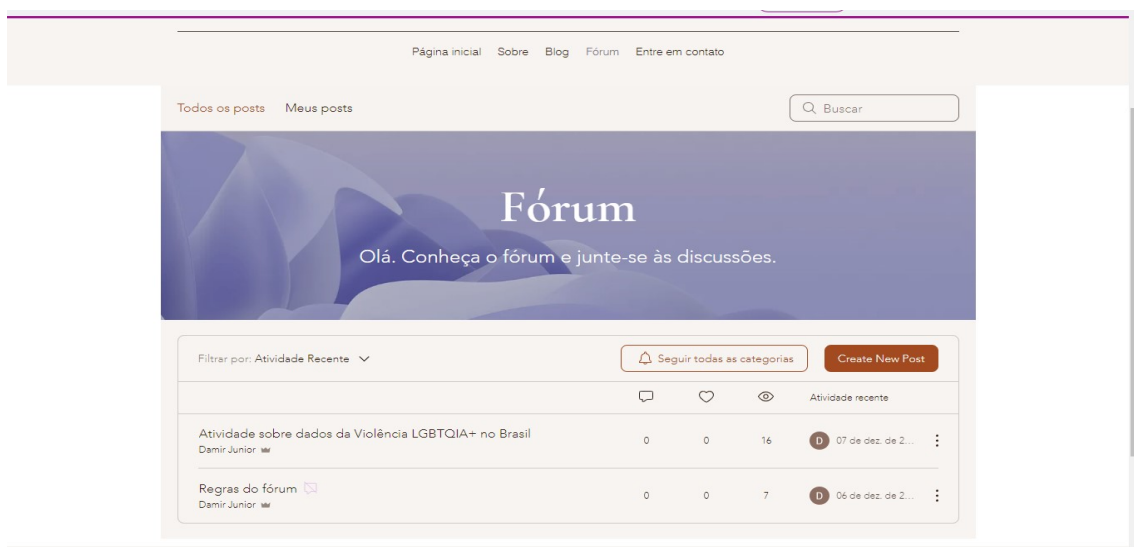 Página inicial Sobre Blog Fórum Entre em contato
Todos os posts Meus posts Buscar
Fórum
Olá. Conheça o fórum e junte-se às discussões.
Filtrar por: Atividade Recente Seguir todas as categorias Create New Post
Atividade recente
Atividade sobre dados da Violência LGBTQIA+ no Brasil
Damir Junior 0 0 16 D 07 de dez. de 2...
Regras do fórum
Damir Junior 0 0 7 D 06 de dez. de 2...